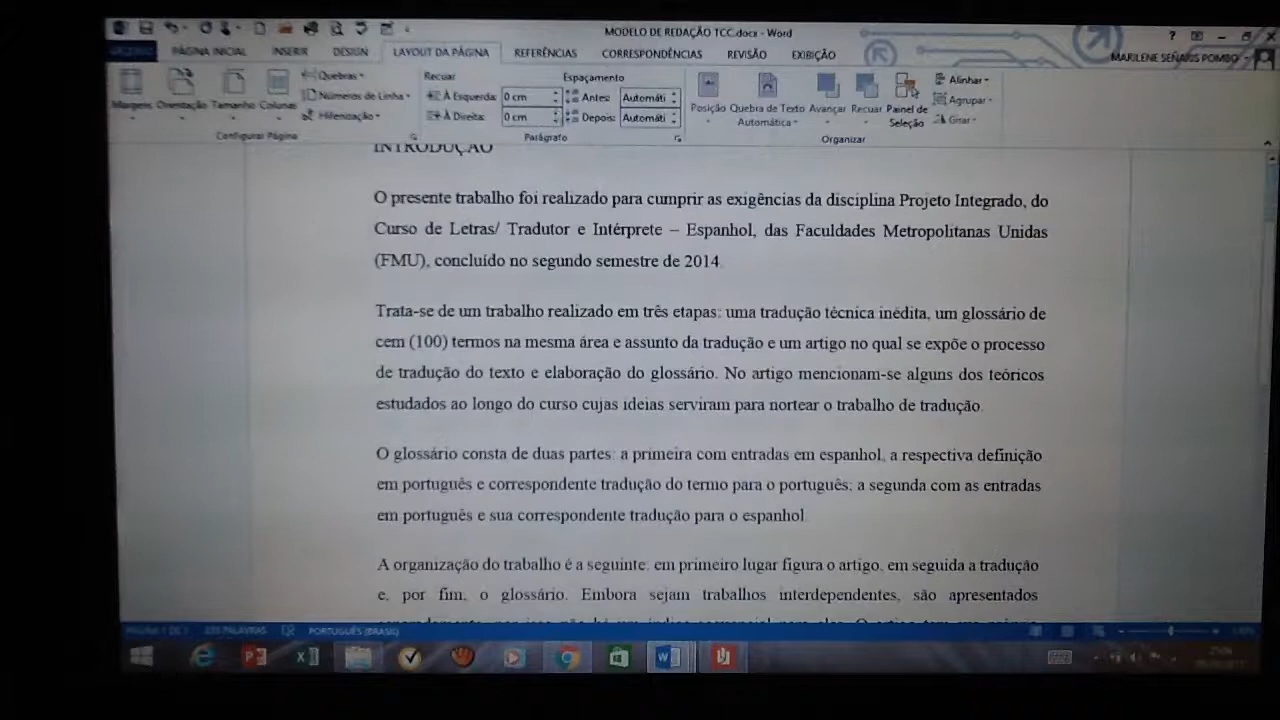 MODELO DE REDAÇÃO TCC.docx - Word
PÁGINA INICIAL INSERIR DESIGN LAYOUT DA PÁGINA REFERÊNCIAS CORRESPONDÊNCIAS REVISÃO EXIBIÇÃO
MARILENE SEÑARIS POMBO
Margens Orientação Tamanho Colunas
Quebras
Números de Linha
Hifenização
Configurar Página
Recuar
À Esquerda: 0 cm
À Direita: 0 cm
Espaçamento
Antes: Automáti
Depois: Automáti
Parágrafo
Posição Quebra de Texto Automática Avançar Recuar Painel de Seleção
Alinhar
Agrupar
Girar
Organizar
INTRODUÇÃO
O presente trabalho foi realizado para cumprir as exigências da disciplina Projeto Integrado, do
Curso de Letras/ Tradutor e Intérprete – Espanhol, das Faculdades Metropolitanas Unidas
(FMU), concluído no segundo semestre de 2014.
Trata-se de um trabalho realizado em três etapas: uma tradução técnica inédita, um glossário de
cem (100) termos na mesma área e assunto da tradução e um artigo no qual se expõe o processo
de tradução do texto e elaboração do glossário. No artigo mencionam-se alguns dos teóricos
estudados ao longo do curso cujas ideias serviram para nortear o trabalho de tradução.
O glossário consta de duas partes: a primeira com entradas em espanhol, a respectiva definição
em português e correspondente tradução do termo para o português; a segunda com as entradas
em português e sua correspondente tradução para o espanhol.
A organização do trabalho é a seguinte: em primeiro lugar figura o artigo, em seguida a tradução
e, por fim, o glossário. Embora sejam trabalhos interdependentes, são apresentados
PÁGINA 1 DE PALAVRAS PORTUGUÊS (BRASIL)